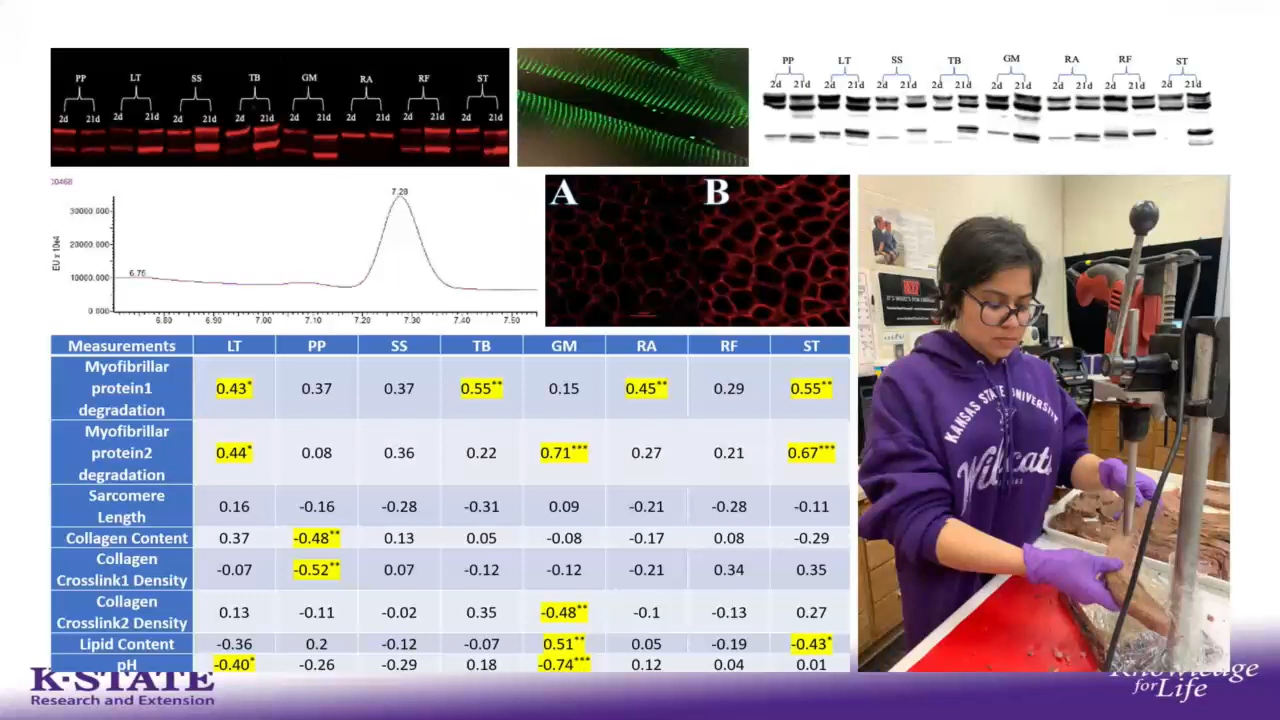 PP LT SS TB GM RA RF ST
2d 21d 2d 21d 2d 21d 2d 21d 2d 21d 2d 21d 2d 21d 2d 21d
PP LT SS TB GM RA RF ST
2d 21d 2d 21d 2d 21d 2d 21d 2d 21d 2d 21d 2d 21d 2d 21d
7.28
30000.000
20000.000
10000.000
0.000
EU x 10e4
6.75
6.80 6.90 7.00 7.10 7.20 7.30 7.40 7.50
A B
Measurements LT PP SS TB GM RA RF ST
Myofibrillar
protein1
degradation
0.43* 0.37 0.37 0.55** 0.15 0.45** 0.29 0.55**
Myofibrillar
protein2
degradation
0.44* 0.08 0.36 0.22 0.71*** 0.27 0.21 0.67***
Sarcomere
Length
0.16 -0.16 -0.28 -0.31 0.09 -0.21 -0.28 -0.11
Collagen Content 0.37 -0.48** 0.13 0.05 -0.08 -0.17 0.08 -0.29
Collagen
Crosslink1 Density
-0.07 -0.52** 0.07 -0.12 -0.12 -0.21 0.34 0.35
Collagen
Crosslink2 Density
0.13 -0.11 -0.02 0.35 -0.48** -0.1 -0.13 0.27
Lipid Content -0.36 0.2 -0.12 -0.07 0.51** 0.05 -0.19 -0.43*
pH -0.40* -0.26 -0.29 0.18 -0.74*** 0.12 0.04 0.01
KANSAS STATE UNIVERSITY
Wildcats
K-STATE
Research and Extension
Knowledge
for Life